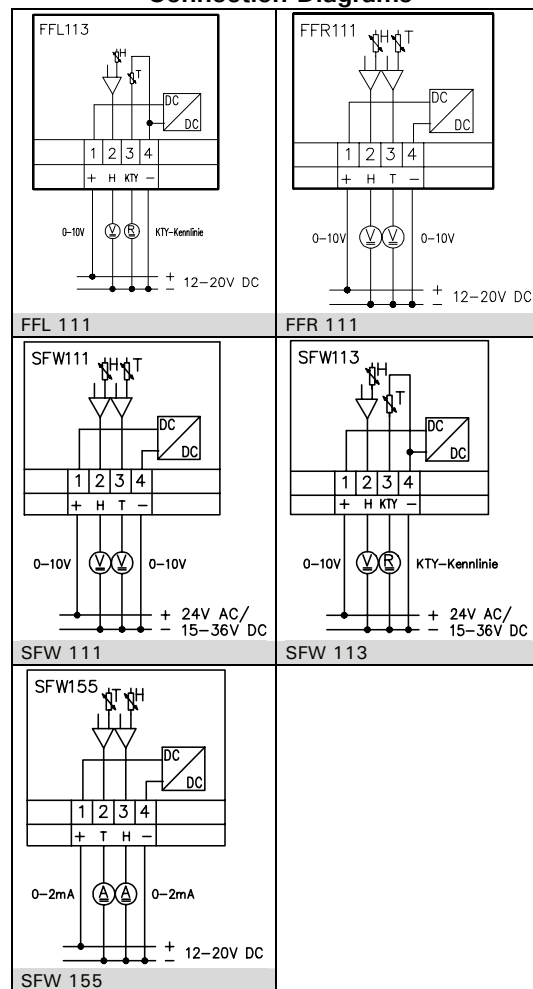 Connection Diagrams
FFL113
H
T
DC
DC
1 2 3 4
+ H KTY −
0−10V V R KTY−Kennlinie
+
− 12−20V DC
FFL 111
FFR111
H T
DC
DC
1 2 3 4
+ H T −
0−10V V V 0−10V
+
− 12−20V DC
FFR 111
SFW111
H T
DC
DC
1 2 3 4
+ H T −
0−10V V V 0−10V
+ 24V AC/
− 15−36V DC
SFW 111
SFW113
H
T
DC
DC
1 2 3 4
+ H KTY −
0−10V V R KTY−Kennlinie
+ 24V AC/
− 15−36V DC
SFW 113
SFW155
T H
DC
DC
1 2 3 4
+ T H −
0−2mA A A 0−2mA
+
− 12−20V DC
SFW 155